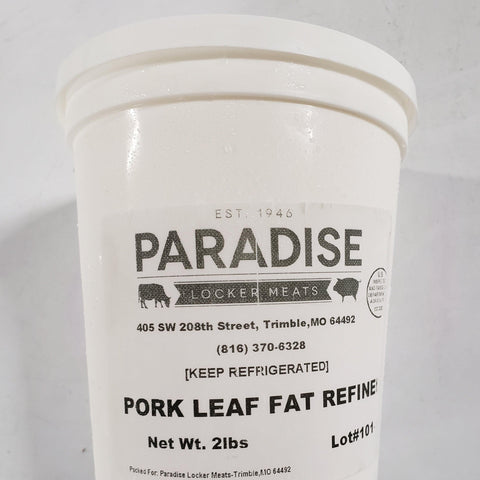 EST. 1946
PARADISE
LOCKER MEATS
405 SW 208th Street, Trimble,MO 64492
(816) 370-6328
[KEEP REFRIGERATED]
PORK LEAF FAT REFINE
Net Wt. 2lbs
Lot#101
Packed For: Paradise Locker Meats-Trimble,MO 64492